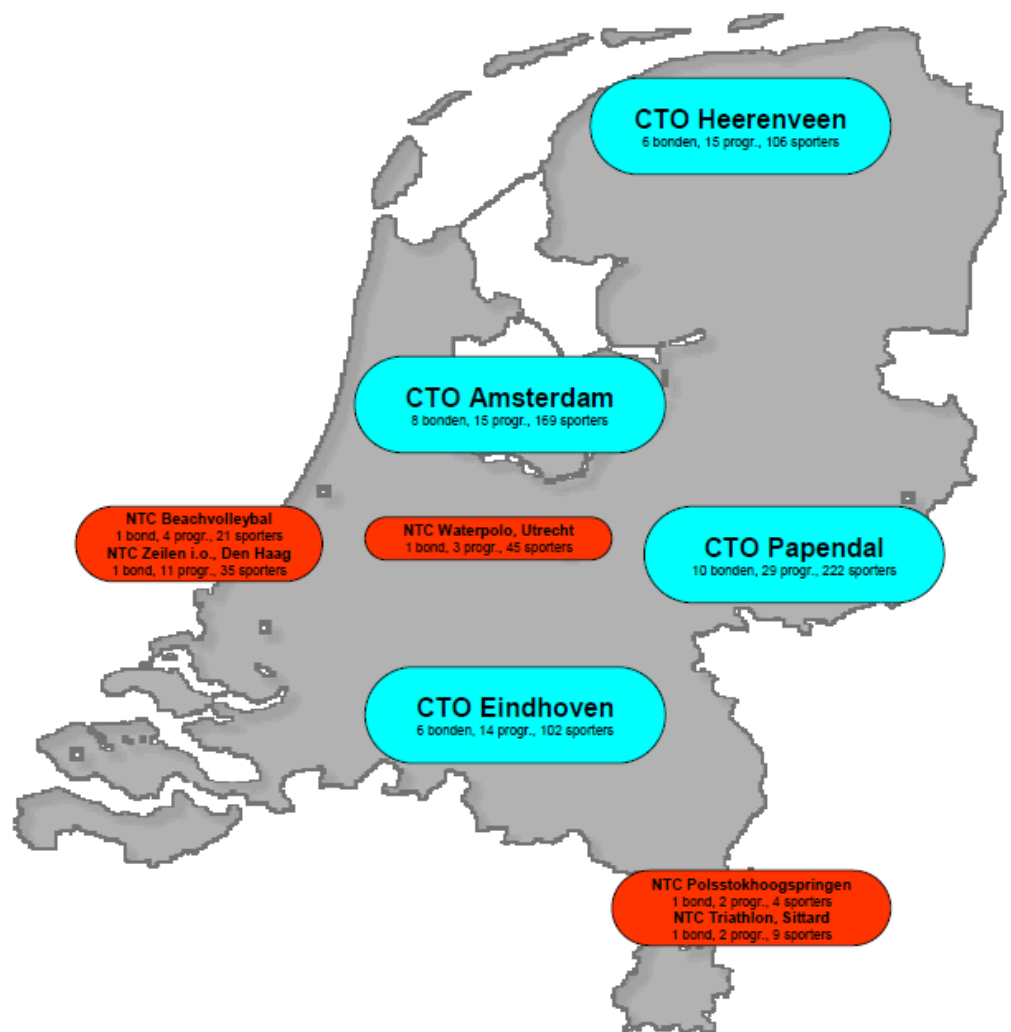 CTO Heerenveen
6 bonden, 15 progr., 106 sporters
CTO Amsterdam
8 bonden, 15 progr., 169 sporters
NTC Beachvolleybal
1 bond, 4 progr., 21 sporters
NTC Zeilen i.o., Den Haag
1 bond, 11 progr., 35 sporters
NTC Waterpolo, Utrecht
1 bond, 3 progr., 45 sporters
CTO Papendal
10 bonden, 29 progr., 222 sporters
CTO Eindhoven
6 bonden, 14 progr., 102 sporters
NTC Polsstokhoogspringen
1 bond, 2 progr., 4 sporters
NTC Triathlon, Sittard
1 bond, 2 progr., 9 sporters